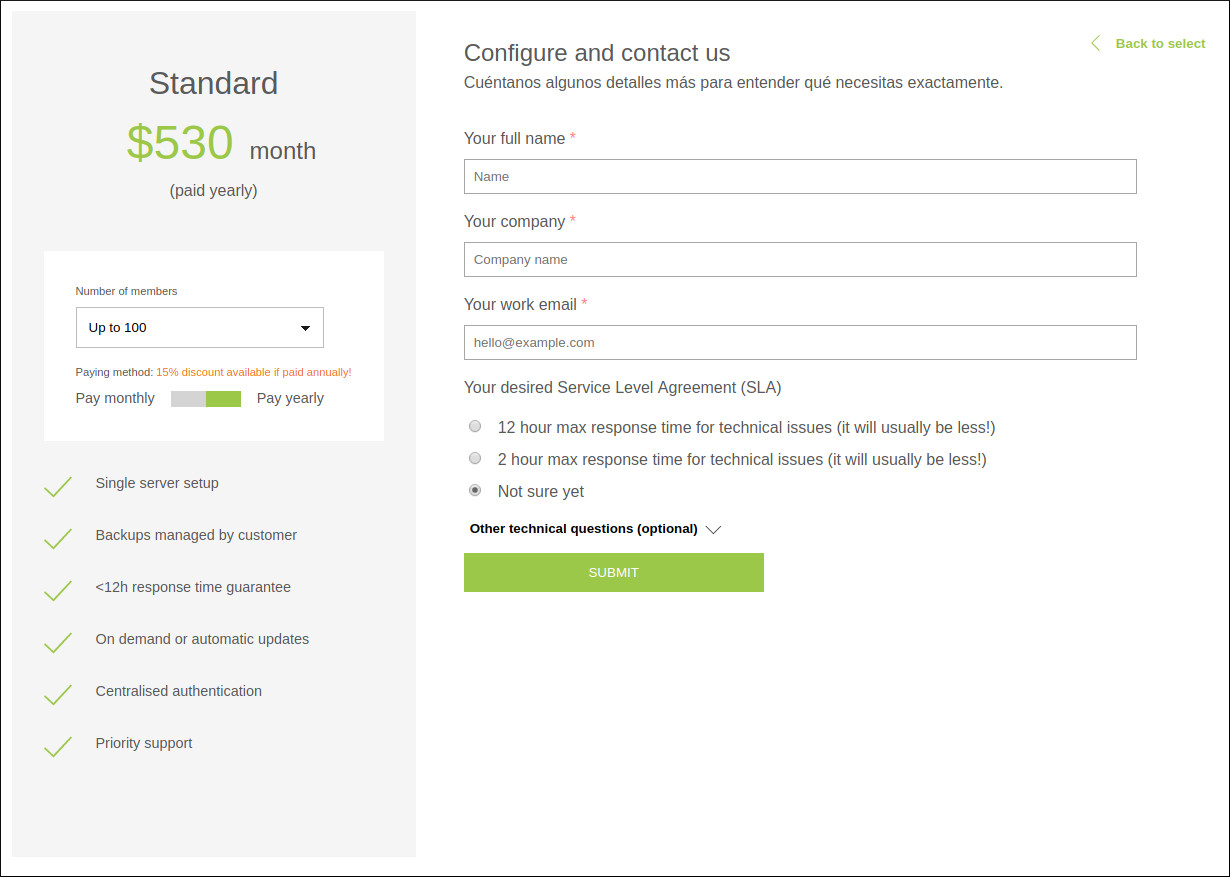 Standard
$530 month
(paid yearly)
Number of members
Up to 100
Paying method: 15% discount available if paid annually!
Pay monthly Pay yearly
Single server setup
Backups managed by customer
<12h response time guarantee
On demand or automatic updates
Centralised authentication
Priority support
Back to select
Configure and contact us
Cuéntanos algunos detalles más para entender qué necesitas exactamente.
Your full name *
Name
Your company *
Company name
Your work email *
hello@example.com
Your desired Service Level Agreement (SLA)
12 hour max response time for technical issues (it will usually be less!)
2 hour max response time for technical issues (it will usually be less!)
Not sure yet
Other technical questions (optional)
SUBMIT